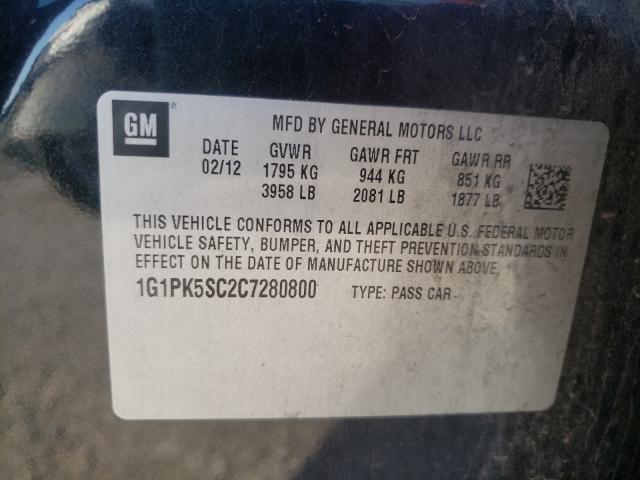 GM ®
MFD BY GENERAL MOTORS LLC
DATE GVWR GAWR FRT GAWR RR
02/12 1795 KG 944 KG 851 KG
3958 LB 2081 LB 1877 LB
THIS VEHICLE CONFORMS TO ALL APPLICABLE U.S. FEDERAL MOTOR
VEHICLE SAFETY, BUMPER, AND THEFT PREVENTION STANDARDS IN
EFFECT ON THE DATE OF MANUFACTURE SHOWN ABOVE.
1G1PK5SC2C7280800 TYPE: PASS CAR